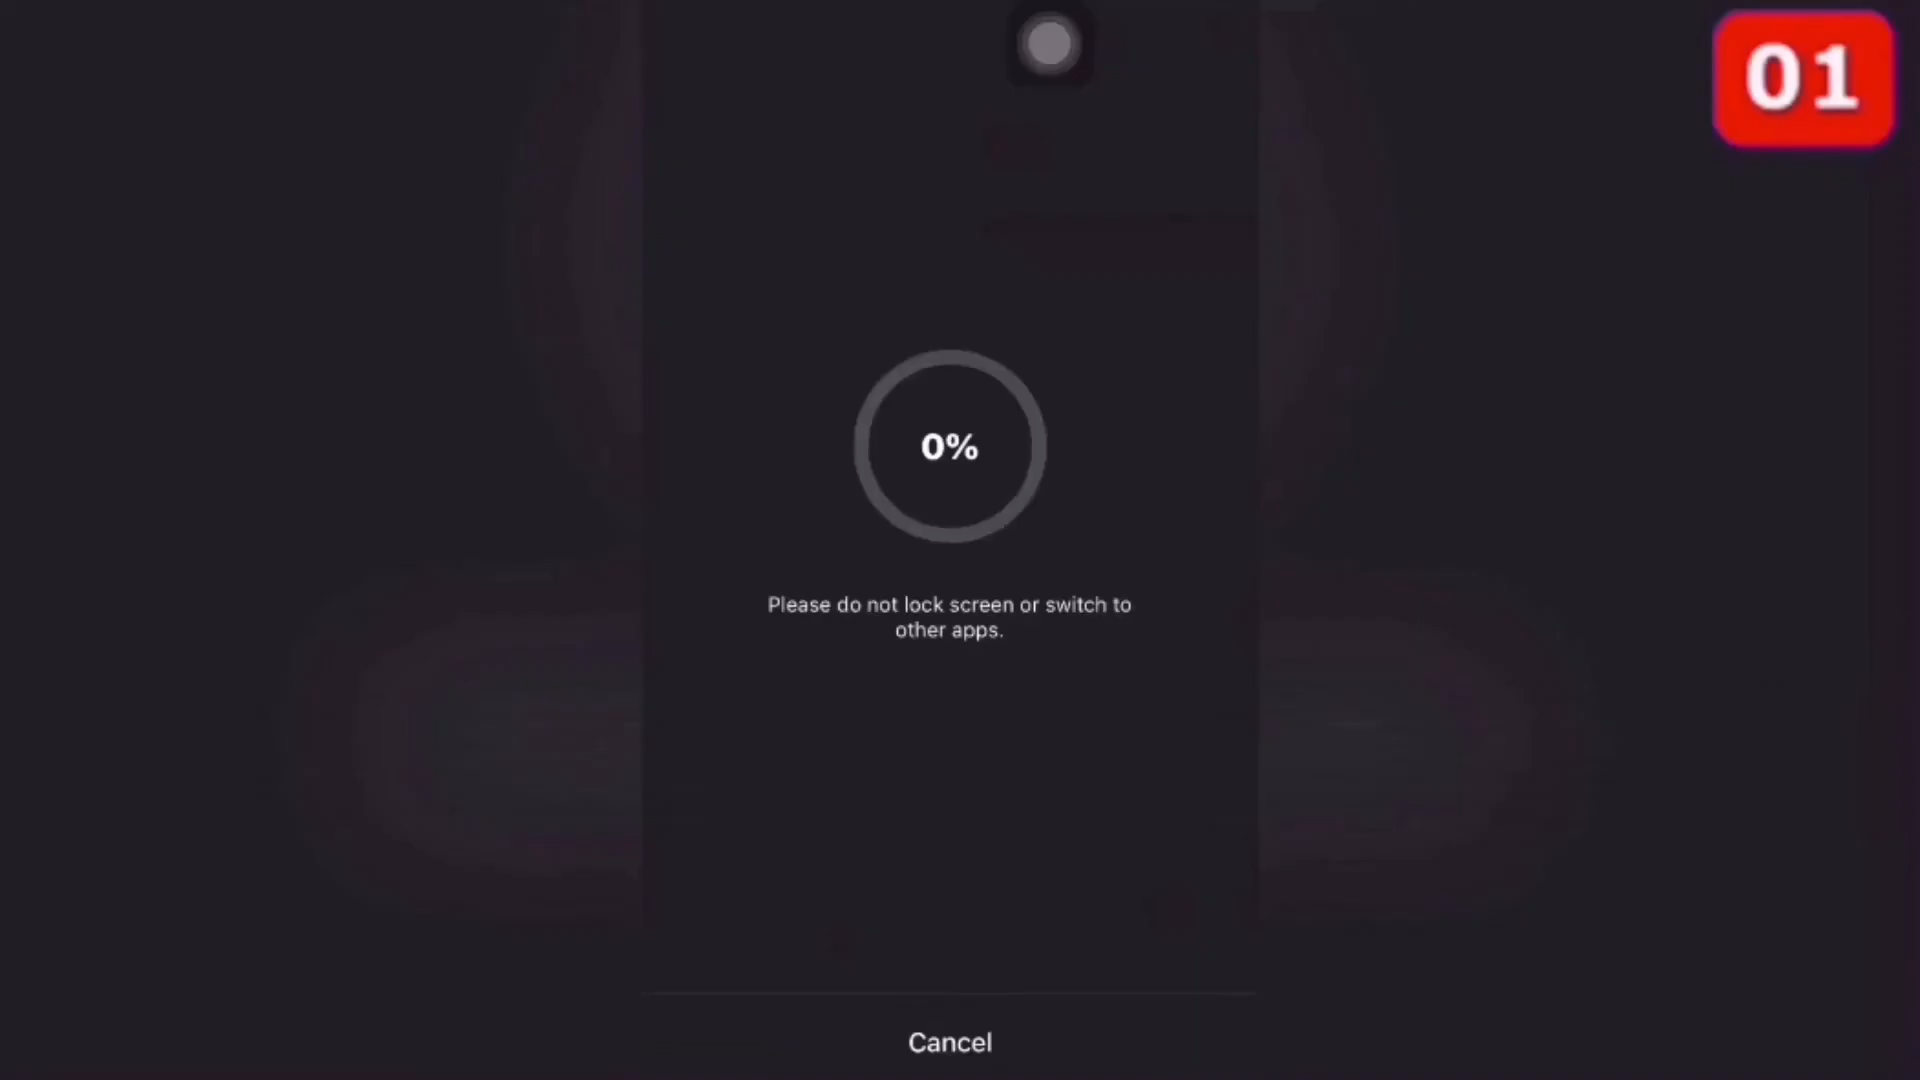 01
0%
Please do not lock screen or switch to
other apps.
Cancel